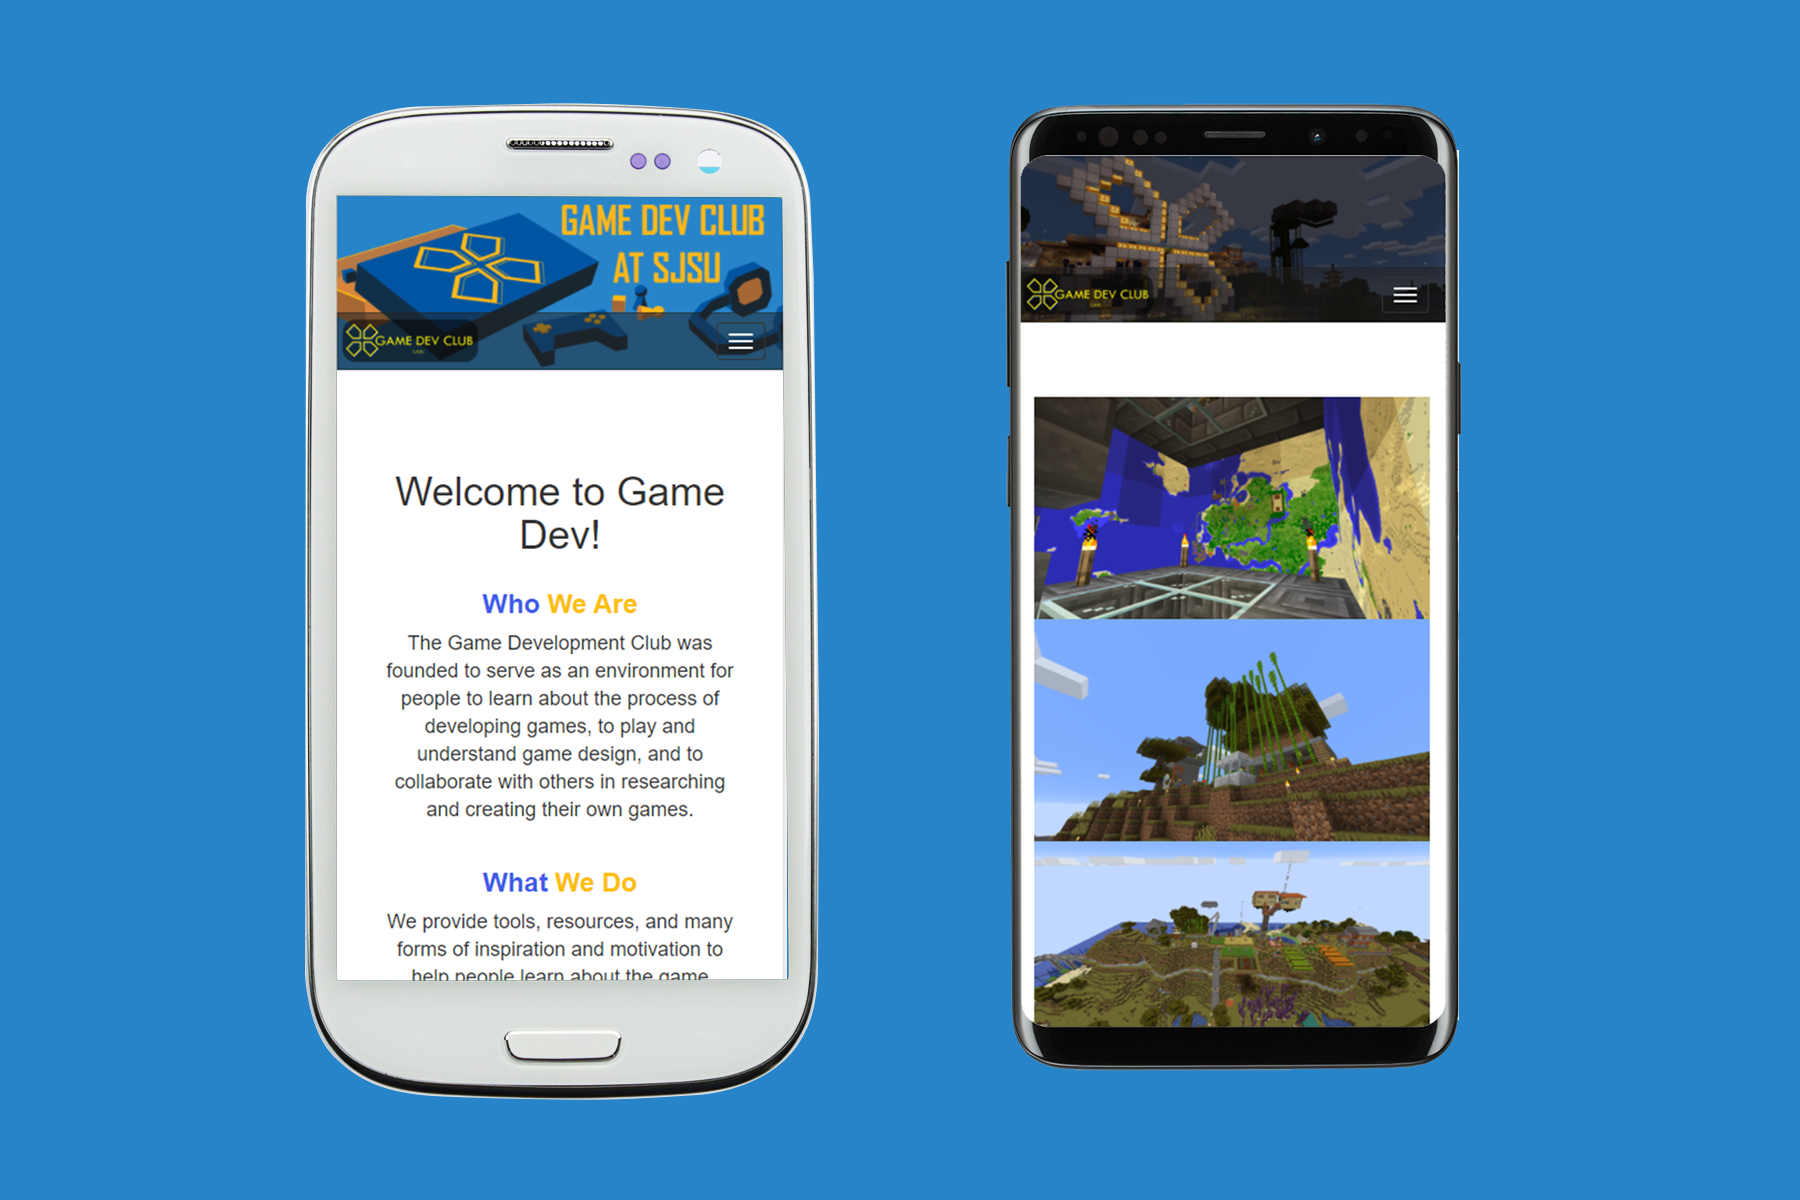 GAME DEV CLUB
AT SJSU
GAME DEV CLUB
Welcome to Game
Dev!
Who We Are
The Game Development Club was
founded to serve as an environment for
people to learn about the process of
developing games, to play and
understand game design, and to
collaborate with others in researching
and creating their own games.
What We Do
We provide tools, resources, and many
forms of inspiration and motivation to
help people learn about the game
GAME DEV CLUB